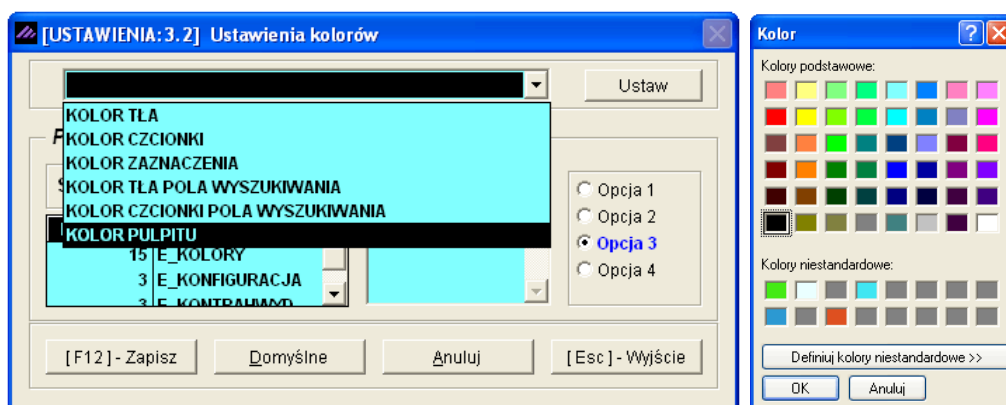 [USTAWIENIA:3.2] Ustawienia kolorów
Ustaw
KOLOR TŁA
KOLOR CZCIONKI
KOLOR ZAZNACZENIA
KOLOR TŁA POLA WYSZUKIWANIA
KOLOR CZCIONKI POLA WYSZUKIWANIA
KOLOR PULPITU
15 E_KOLORY
3 E_KONFIGURACJA
3 E_KONTRAHWYD
Opcja 1
Opcja 2
Opcja 3
Opcja 4
[F12]-Zapisz
Domyślne
Anuluj
[Esc]-Wyjście
Kolor
Kolory podstawowe:
Kolory niestandardowe:
Definiuj kolory niestandardowe >>
OK
Anuluj